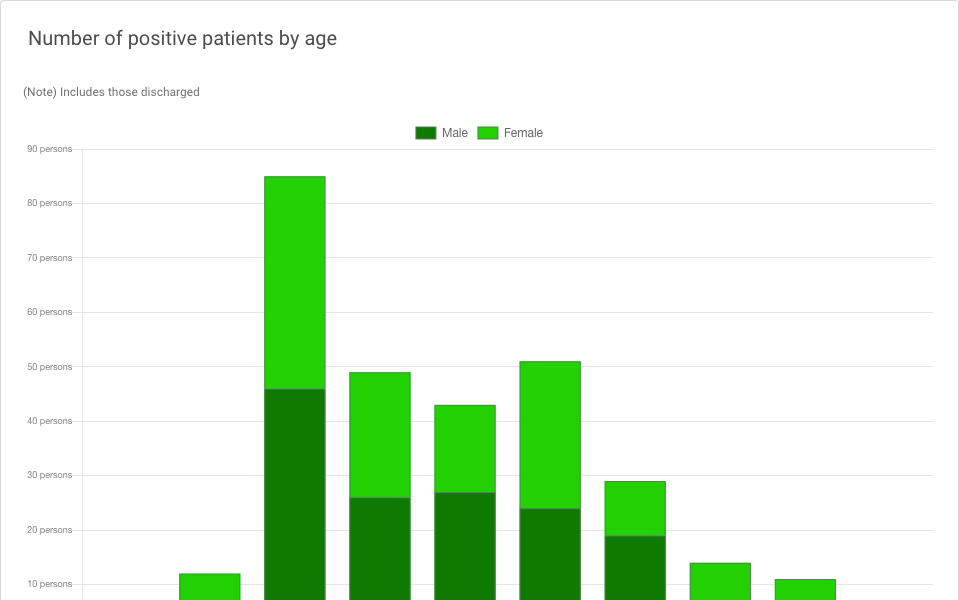 Number of positive patients by age
(Note) Includes those discharged
Male Female
90 persons
80 persons
70 persons
60 persons
50 persons
40 persons
30 persons
20 persons
10 persons